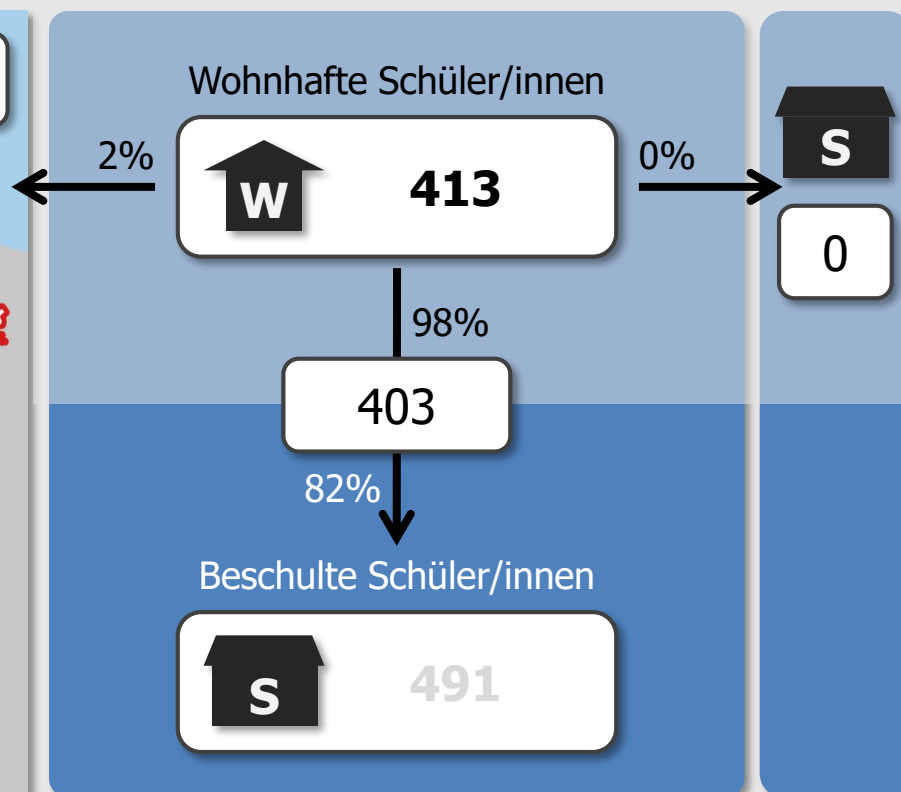 Wohnhafte Schüler/innen
2%
W
413
0%
S
0
98%
403
82%
Beschulte Schüler/innen
S
491